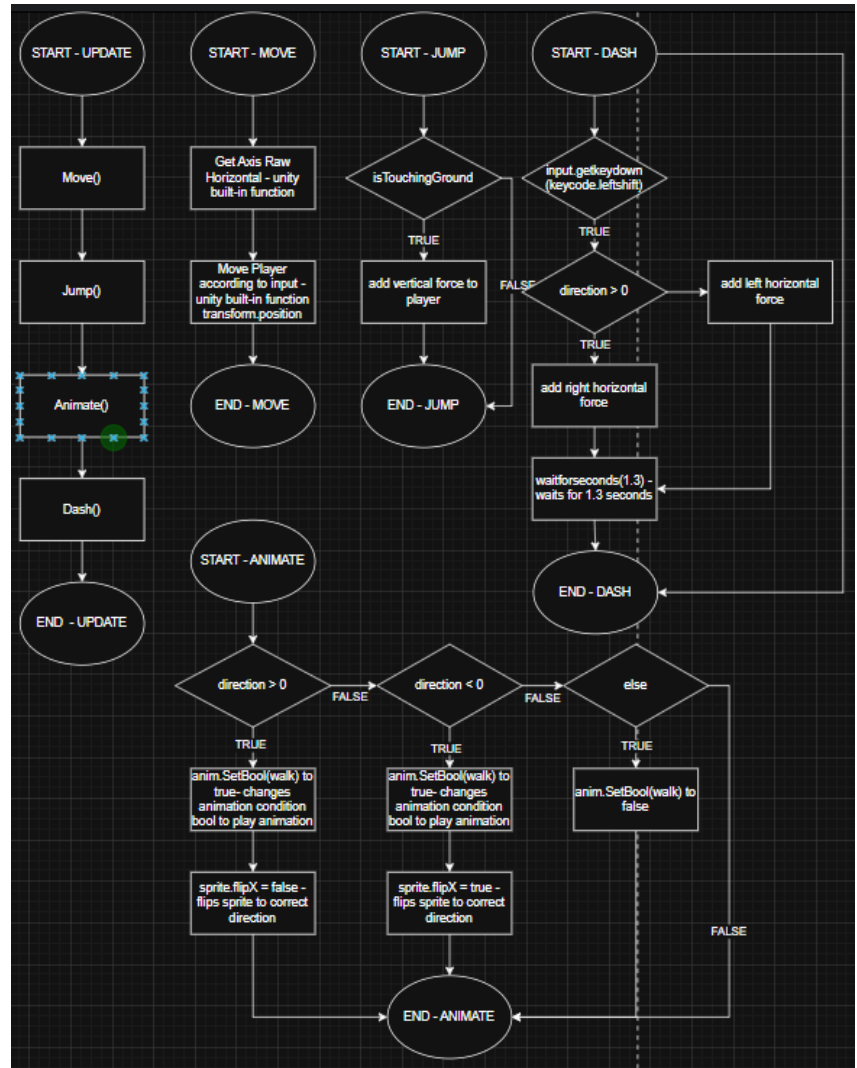 START - UPDATE
START - MOVE
START - JUMP
START - DASH
Move()
Get Axis Raw
Horizontal - unity
built-in function
isTouchingGround
input.getkeydown
(keycode.leftshift)
TRUE
TRUE
Jump()
Move Player
according to input -
unity built-in function
transform.position
add vertical force to
player
FALSE
direction > 0
add left horizontal
force
TRUE
Animate()
END - MOVE
END - JUMP
add right horizontal
force
Dash()
waitforseconds(1.3) -
waits for 1.3 seconds
START - ANIMATE
END - UPDATE
END - DASH
direction > 0
FALSE
direction < 0
FALSE
else
TRUE
TRUE
TRUE
anim.SetBool(walk) to
true- changes
animation condition
bool to play animation
anim.SetBool(walk) to
true- changes
animation condition
bool to play animation
anim.SetBool(walk) to
false
sprite.flipX = false -
flips sprite to correct
direction
sprite.flipX = true -
flips sprite to correct
direction
FALSE
END - ANIMATE